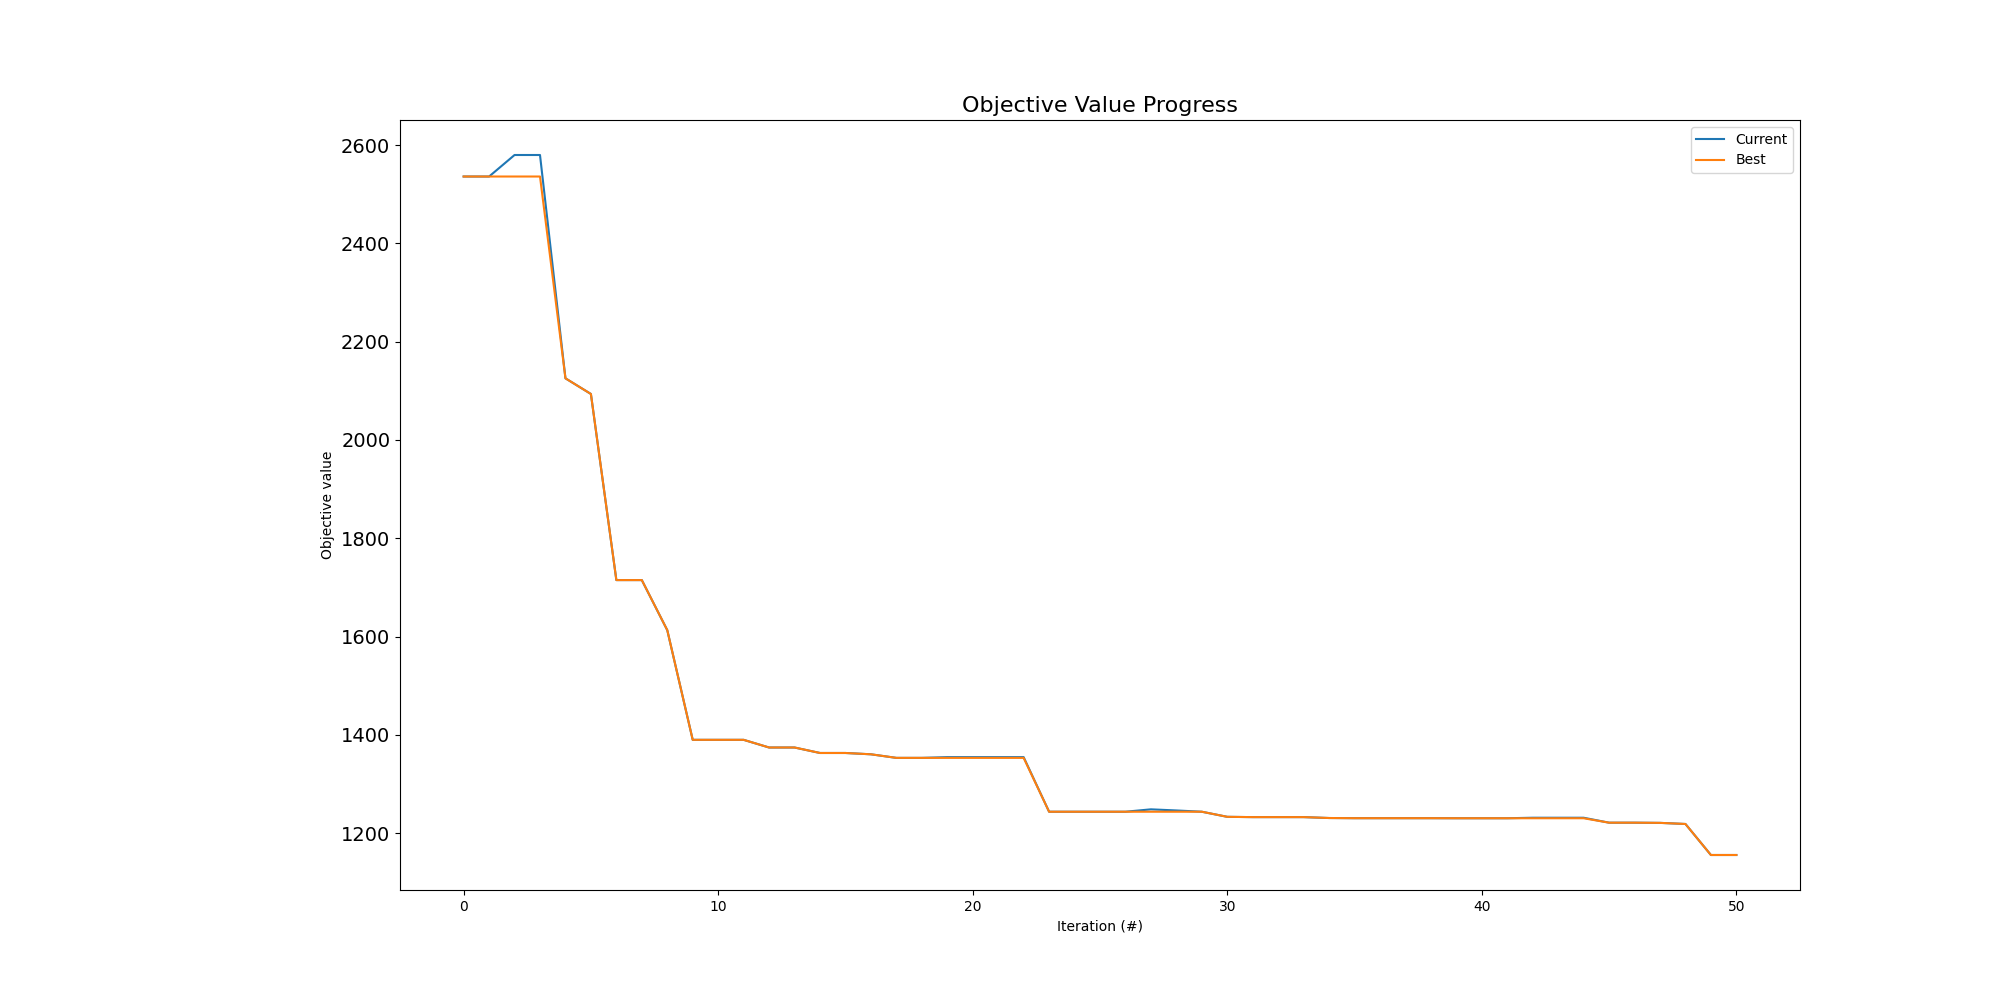 Objective Value Progress
Current
Best
2600
2400
2200
2000
1800
1600
1400
1200
Objective value
0 10 20 30 40 50
Iteration (#)